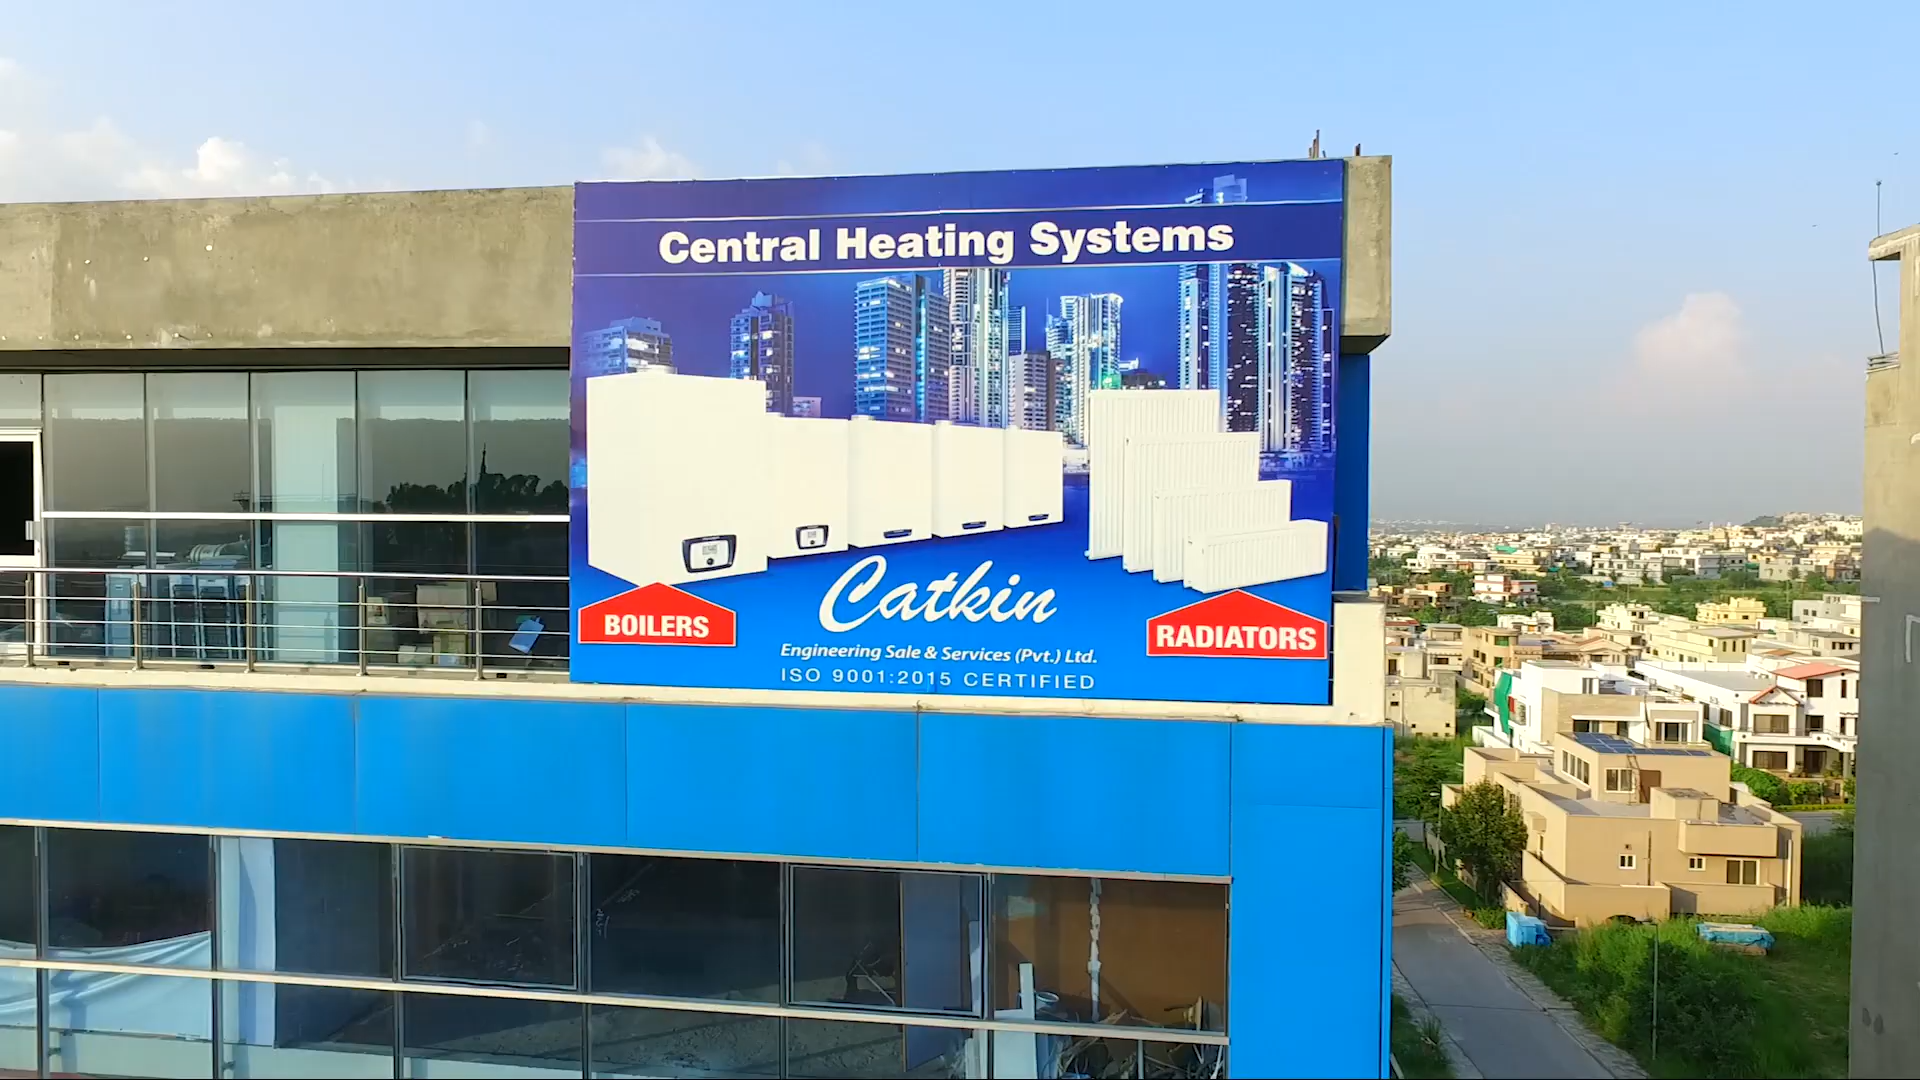 Central Heating Systems
BOILERS
Catkin
RADIATORS
Engineering Sale & Services (Pvt.) Ltd.
ISO 9001:2015 CERTIFIED